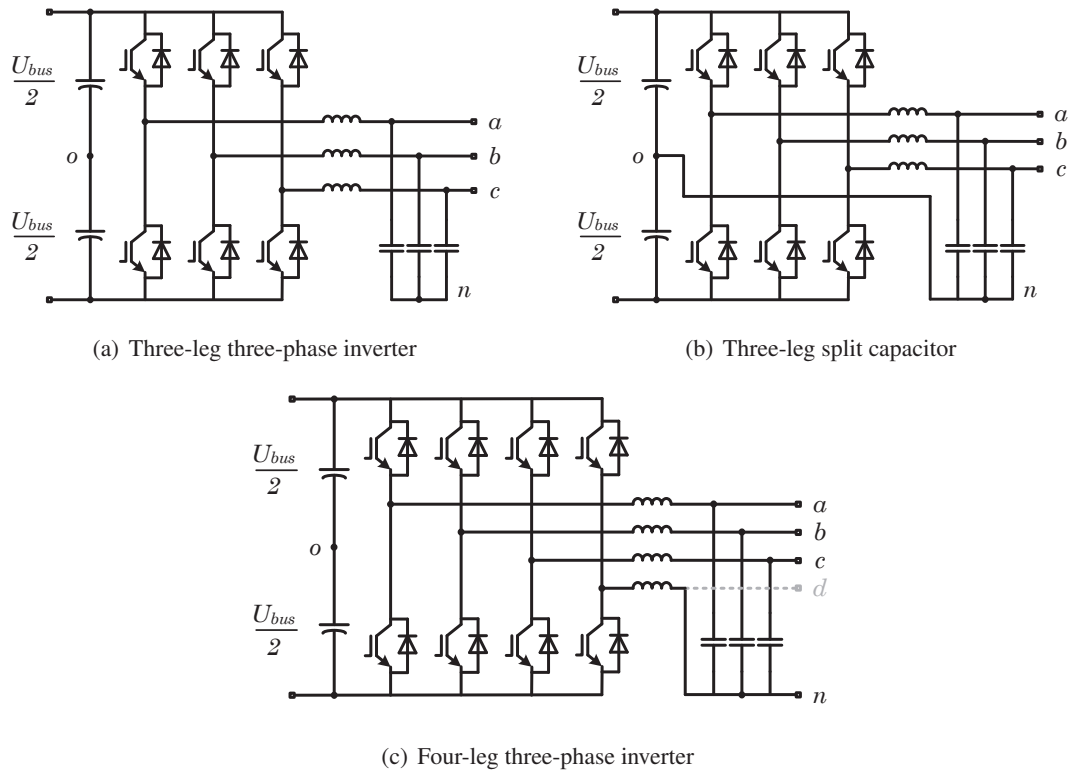 U_bus
2
o
U_bus
2
a
b
c
n
(a) Three-leg three-phase inverter
U_bus
2
o
U_bus
2
a
b
c
n
(b) Three-leg split capacitor
U_bus
2
o
U_bus
2
a
b
c
d
n
(c) Four-leg three-phase inverter